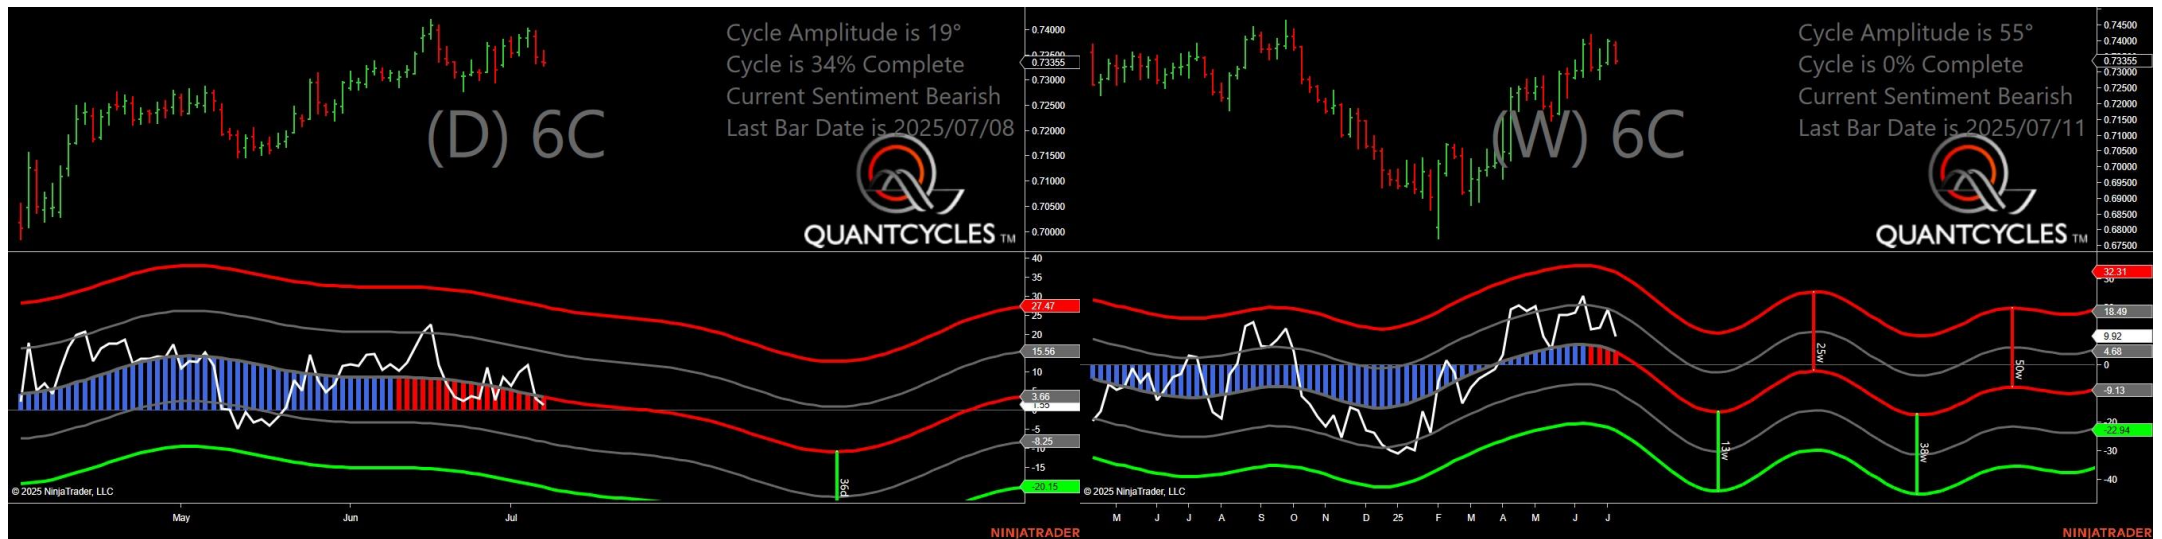 Cycle Amplitude is 19°
Cycle is 34% Complete
Current Sentiment Bearish
Last Bar Date is 2025/07/08
(D) 6C
QUANTCYCLES TM
0.74000
0.73355
0.73000
0.72500
0.72000
0.71500
0.71000
0.70500
0.70000
40
35
30
27.47
25
20
15.56
10
5
3.66
-5
-8.25
-10
-15
-20.15
36d
© 2025 NinjaTrader, LLC
May
Jun
Jul
NINJATRADER
Cycle Amplitude is 55°
Cycle is 0% Complete
Current Sentiment Bearish
Last Bar Date is 2025/07/11
(W) 6C
QUANTCYCLES TM
0.74500
0.74000
0.73355
0.73000
0.72500
0.72000
0.71500
0.71000
0.70500
0.70000
0.69500
0.69000
0.68500
0.68000
0.67500
32.31
30
18.49
9.92
4.68
0
-9.13
-20
-22.94
-30
-40
13w
25w
38w
50w
© 2025 NinjaTrader, LLC
M J J A S O N D 25 F M A M J J
NINJATRADER